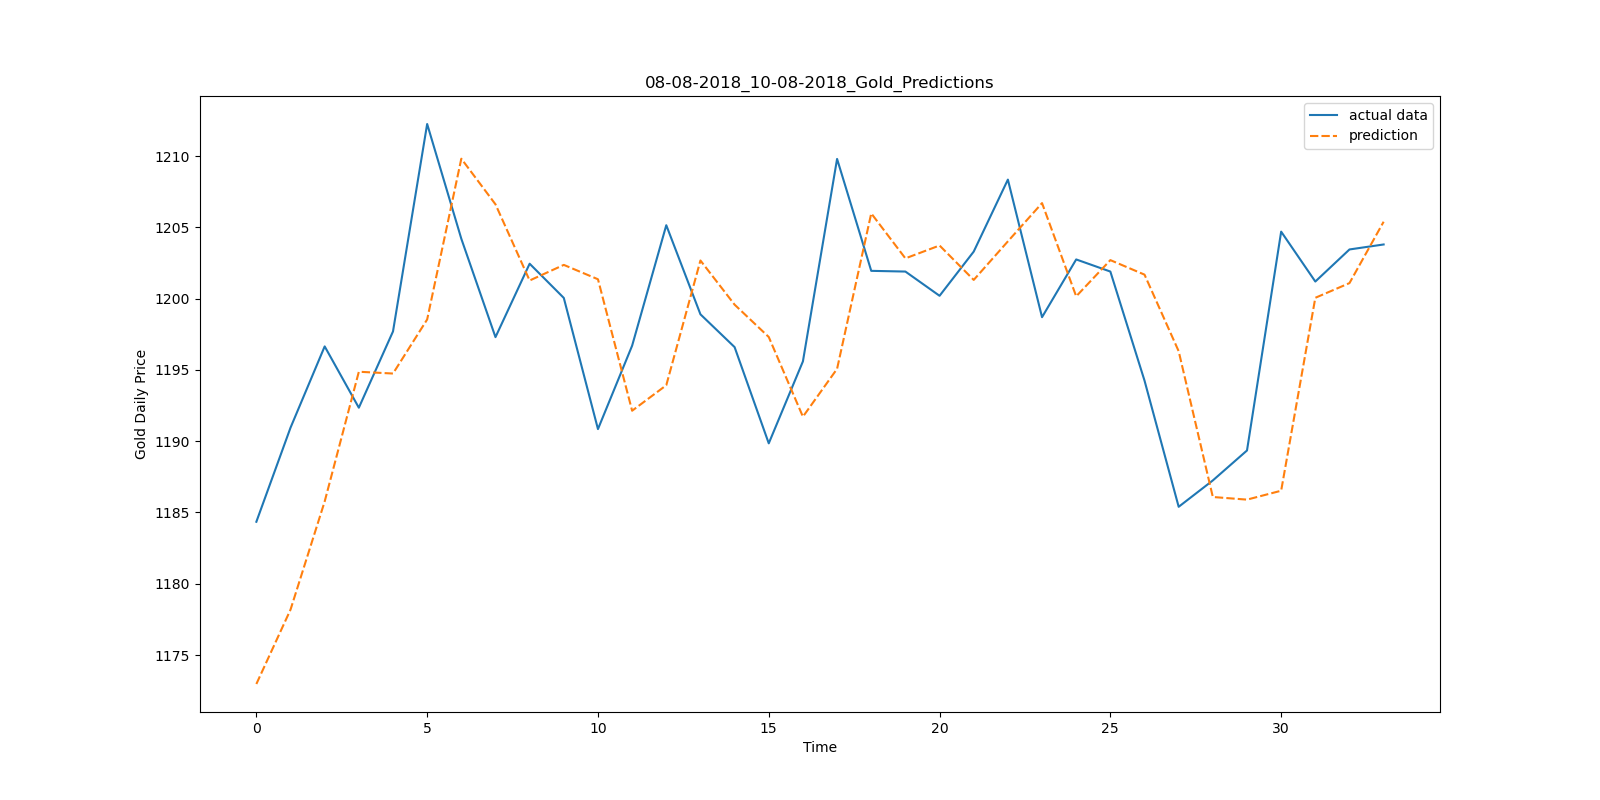 08-08-2018_10-08-2018_Gold_Predictions
actual data
prediction
Gold Daily Price
1210
1205
1200
1195
1190
1185
1180
1175
0 5 10 15 20 25 30
Time